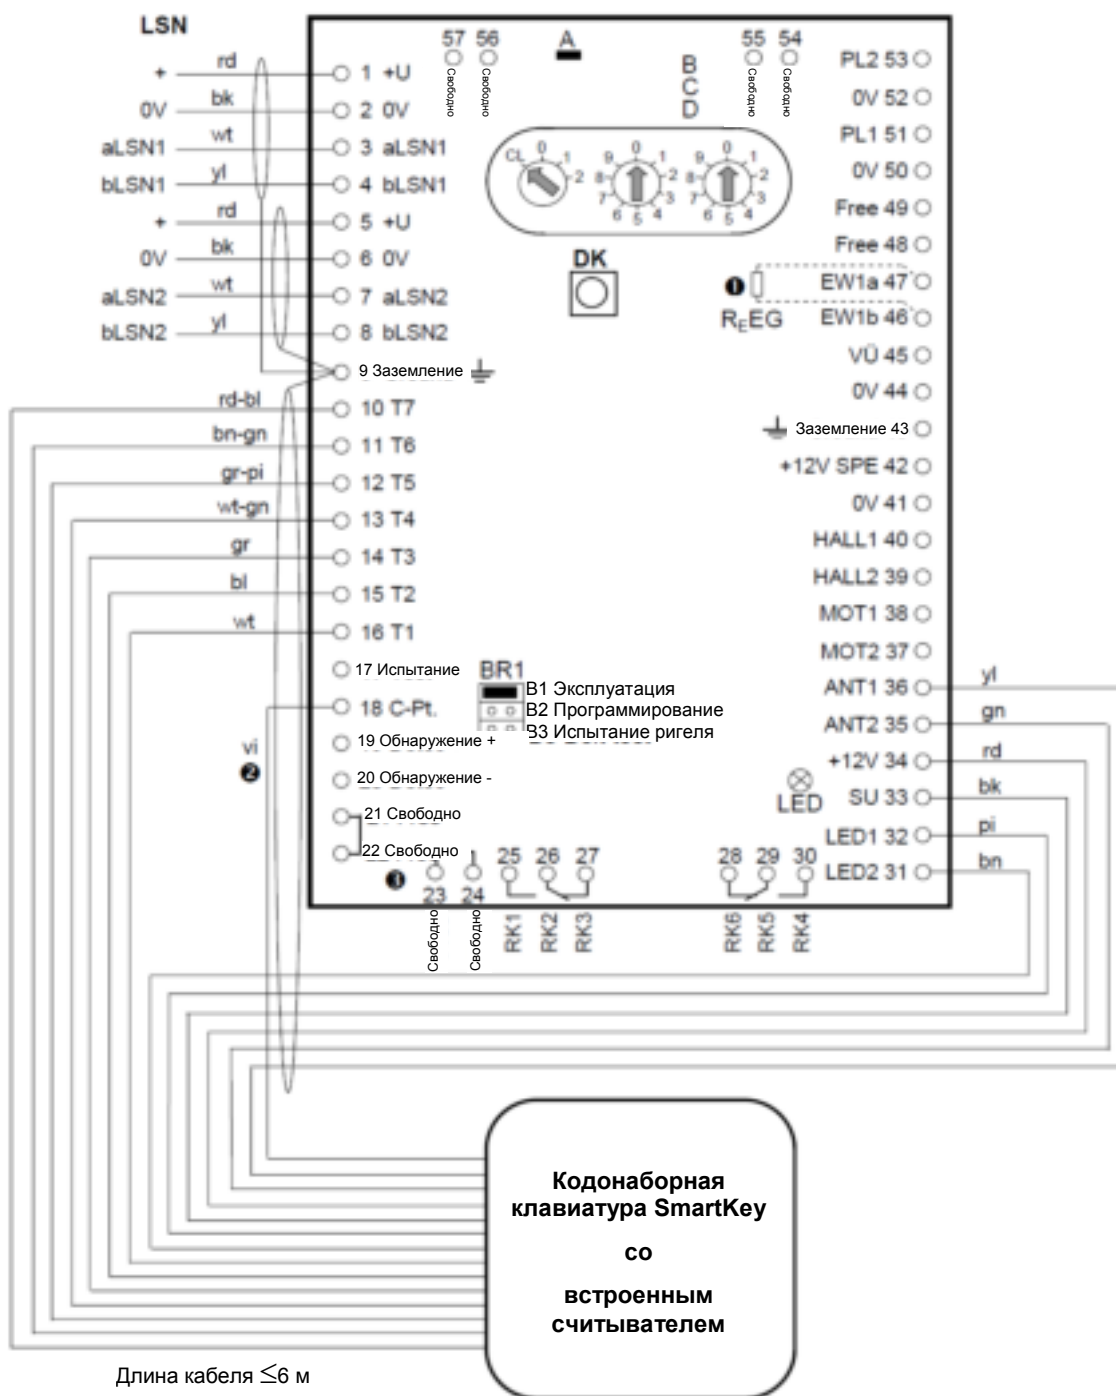 LSN
+ rd 1 +U
0V bk 2 0V
aLSN1 wt 3 aLSN1
bLSN1 yl 4 bLSN1
+ rd 5 +U
0V bk 6 0V
aLSN2 wt 7 aLSN2
bLSN2 yl 8 bLSN2
9 Заземление
rd-bl 10 T7
bn-gn 11 T6
gr-pi 12 T5
wt-gn 13 T4
gr 14 T3
bl 15 T2
wt 16 T1
17 Испытание
18 C-Pt.
vi
❷
19 Обнаружение +
20 Обнаружение -
21 Свободно
22 Свободно
❸
23 Свободно
24 Свободно
57 Свободно
56 Свободно
A
B
C
D
55 Свободно
54 Свободно
CL 0 1 2
0 1 2 3 4 5 6 7 8 9
0 1 2 3 4 5 6 7 8 9
DK
❶
REEG
BR1
B1 Эксплуатация
B2 Программирование
B3 Испытание ригеля
LED
25 26 27
RK1 RK2 RK3
28 29 30
RK6 RK5 RK4
PL2 53
0V 52
PL1 51
0V 50
Free 49
Free 48
EW1a 47
EW1b 46
VÜ 45
0V 44
Заземление 43
+12V SPE 42
0V 41
HALL1 40
HALL2 39
MOT1 38
MOT2 37
ANT1 36 yl
ANT2 35 gn
+12V 34 rd
SU 33 bk
LED1 32 pi
LED2 31 bn
Кодонаборная
клавиатура SmartKey
со
встроенным
считывателем
Длина кабеля ≤6 м